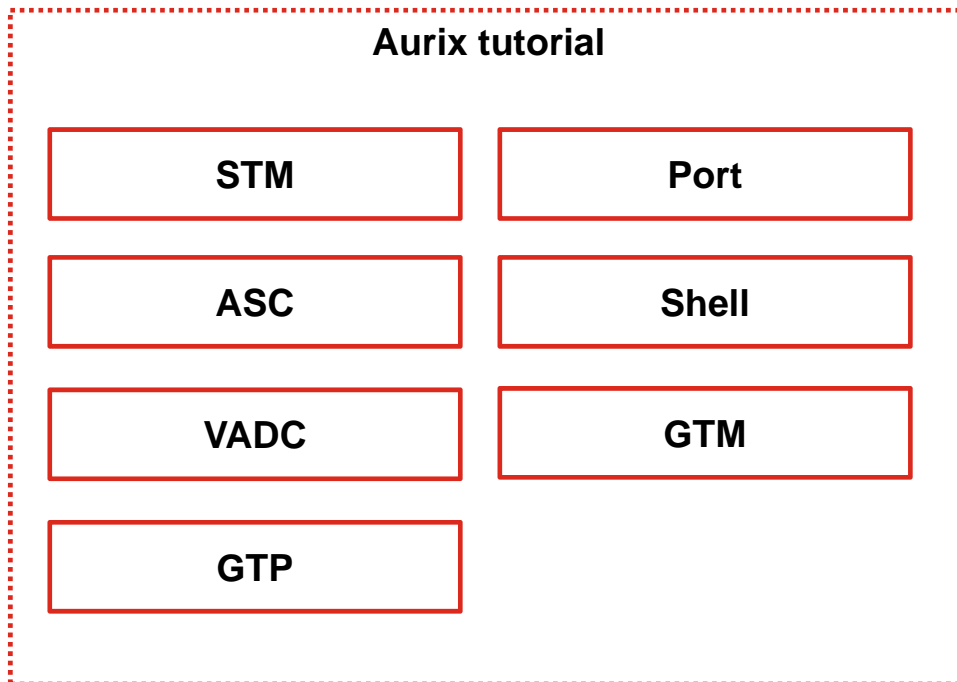 Aurix tutorial
STM
Port
ASC
Shell
VADC
GTM
GTP